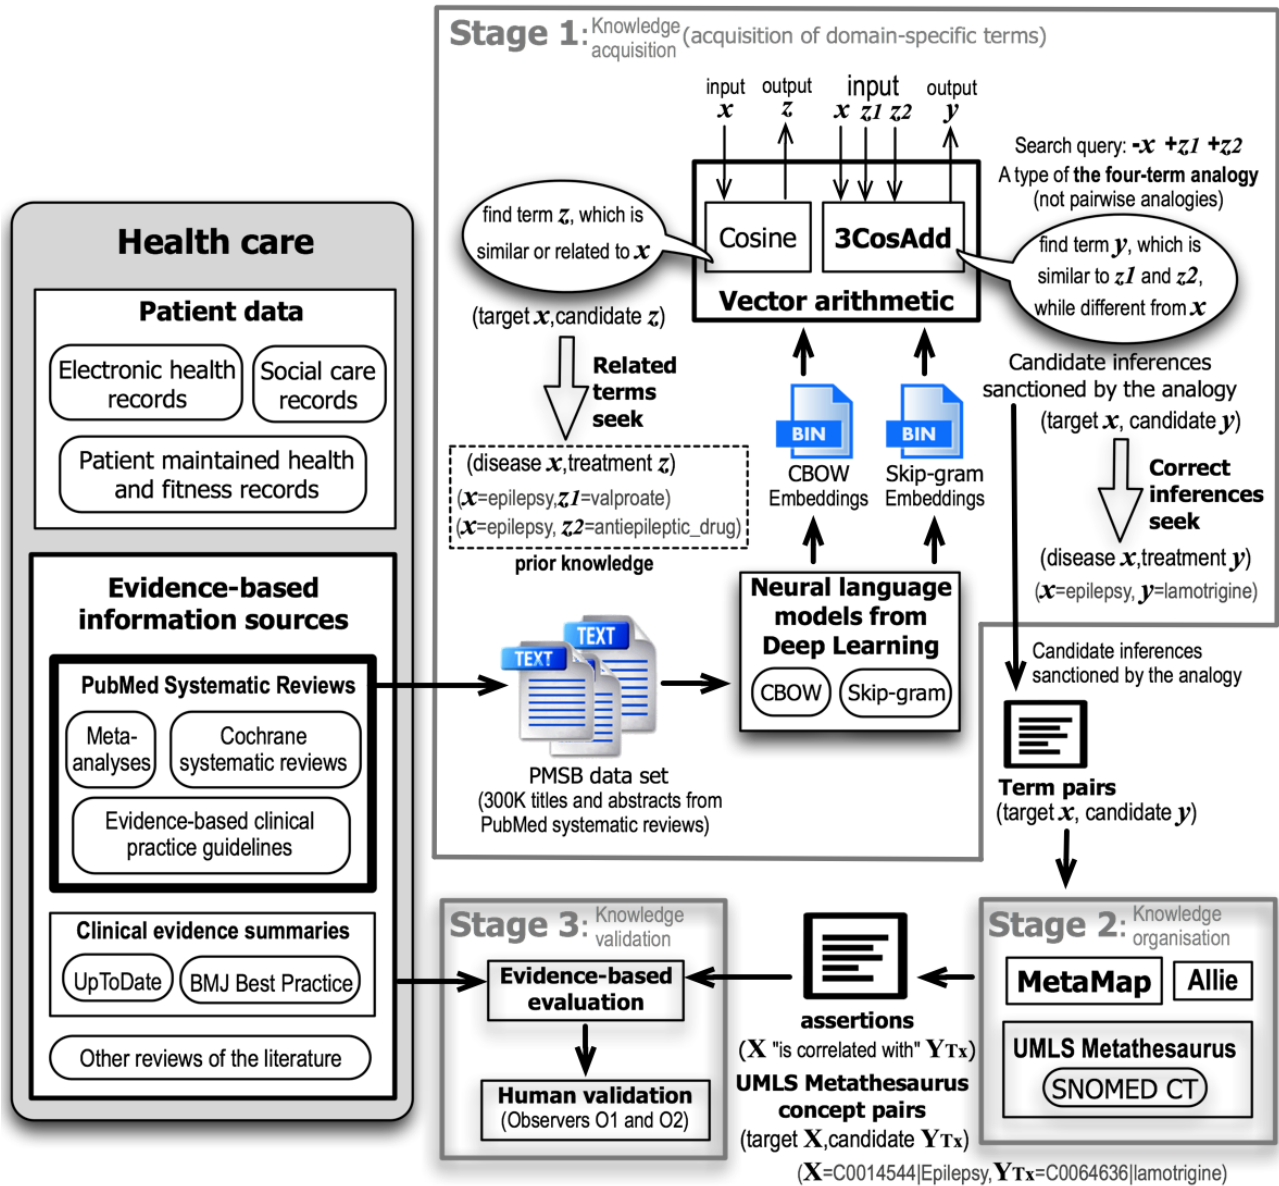 Stage 1: Knowledge acquisition (acquisition of domain-specific terms)
input
x
output
z
input
x z1 z2
output
y
Search query: -x +z1 +z2
A type of the four-term analogy
(not pairwise analogies)
find term z, which is
similar or related to x
Cosine
3CosAdd
Vector arithmetic
find term y, which is
similar to z1 and z2,
while different from x
(target x,candidate z)
Related
terms
seek
(disease x,treatment z)
(x=epilepsy,z1=valproate)
(x=epilepsy, z2=antiepileptic_drug)
prior knowledge
BIN
CBOW
Embeddings
BIN
Skip-gram
Embeddings
Candidate inferences
sanctioned by the analogy
(target x, candidate y)
Correct
inferences
seek
(disease x,treatment y)
(x=epilepsy, y=lamotrigine)
Neural language
models from
Deep Learning
CBOW
Skip-gram
TEXT
TEXT
PMSB data set
(300K titles and abstracts from
PubMed systematic reviews)
Candidate inferences
sanctioned by the analogy
Term pairs
(target x, candidate y)
Health care
Patient data
Electronic health
records
Social care
records
Patient maintained health
and fitness records
Evidence-based
information sources
PubMed Systematic Reviews
Meta-
analyses
Cochrane
systematic reviews
Evidence-based clinical
practice guidelines
Clinical evidence summaries
UpToDate
BMJ Best Practice
Other reviews of the literature
Stage 3: Knowledge validation
Evidence-based
evaluation
Human validation
(Observers O1 and O2)
assertions
(X "is correlated with" YTx)
UMLS Metathesaurus
concept pairs
(target X,candidate YTx)
(X=C0014544|Epilepsy,YTx=C0064636|lamotrigine)
Stage 2: Knowledge organisation
MetaMap
Allie
UMLS Metathesaurus
SNOMED CT